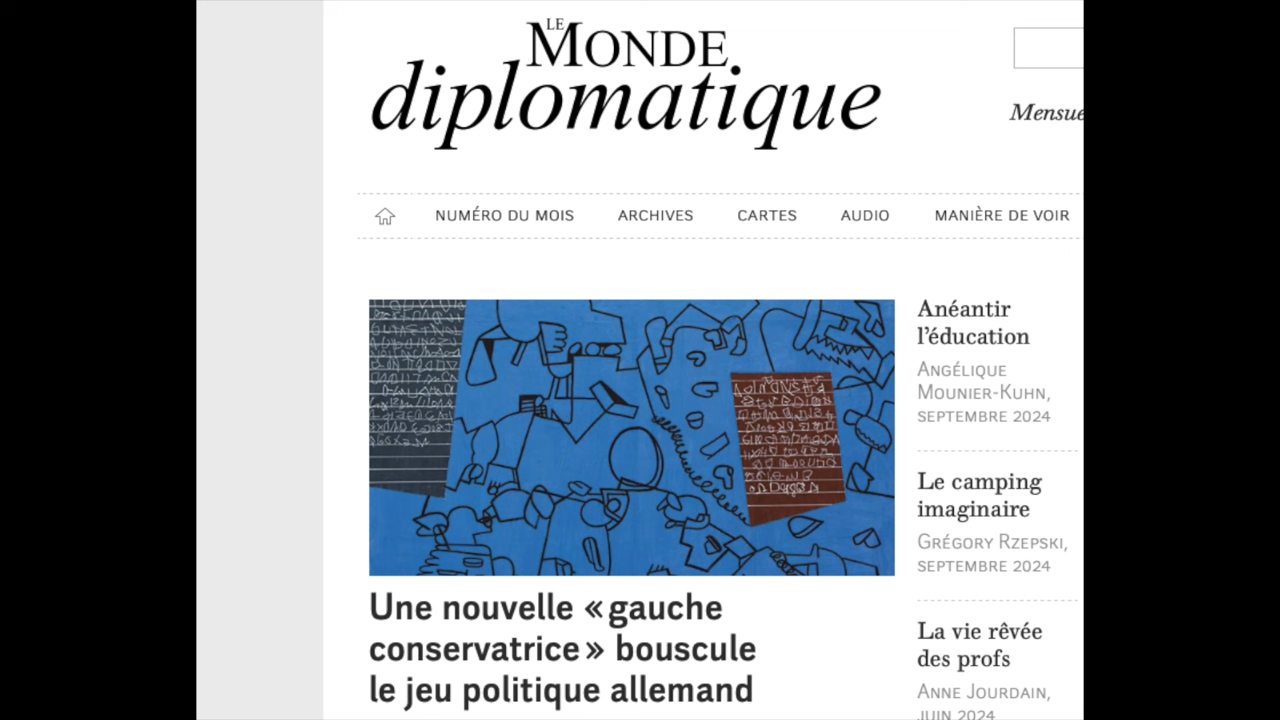 LE
MONDE
diplomatique
Mensue
NUMÉRO DU MOIS ARCHIVES CARTES AUDIO MANIÈRE DE VOIR
Une nouvelle « gauche
conservatrice » bouscule
le jeu politique allemand
Anéantir
l’éducation
Angélique
Mounier-Kuhn,
septembre 2024
Le camping
imaginaire
Grégory Rzepski,
septembre 2024
La vie rêvée
des profs
Anne Jourdain,
juin 2024